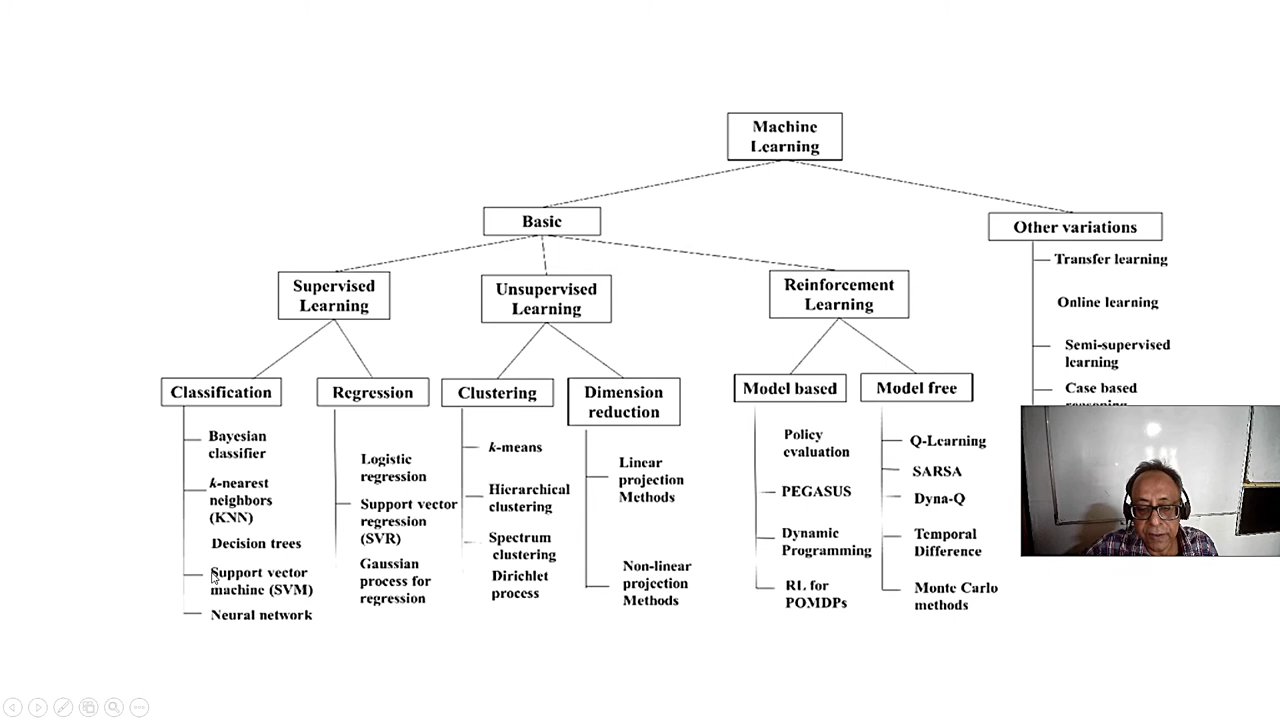 Machine
Learning
Basic
Other variations
Supervised
Learning
Unsupervised
Learning
Reinforcement
Learning
Transfer learning
Online learning
Semi-supervised
learning
Case based
reasoning
Classification
Regression
Clustering
Dimension
reduction
Model based
Model free
Bayesian
classifier
k-nearest
neighbors
(KNN)
Decision trees
Support vector
machine (SVM)
Neural network
Logistic
regression
Support vector
regression
(SVR)
Gaussian
process for
regression
k-means
Hierarchical
clustering
Spectrum
clustering
Dirichlet
process
Linear
projection
Methods
Non-linear
projection
Methods
Policy
evaluation
PEGASUS
Dynamic
Programming
RL for
POMDPs
Q-Learning
SARSA
Dyna-Q
Temporal
Difference
Monte Carlo
methods